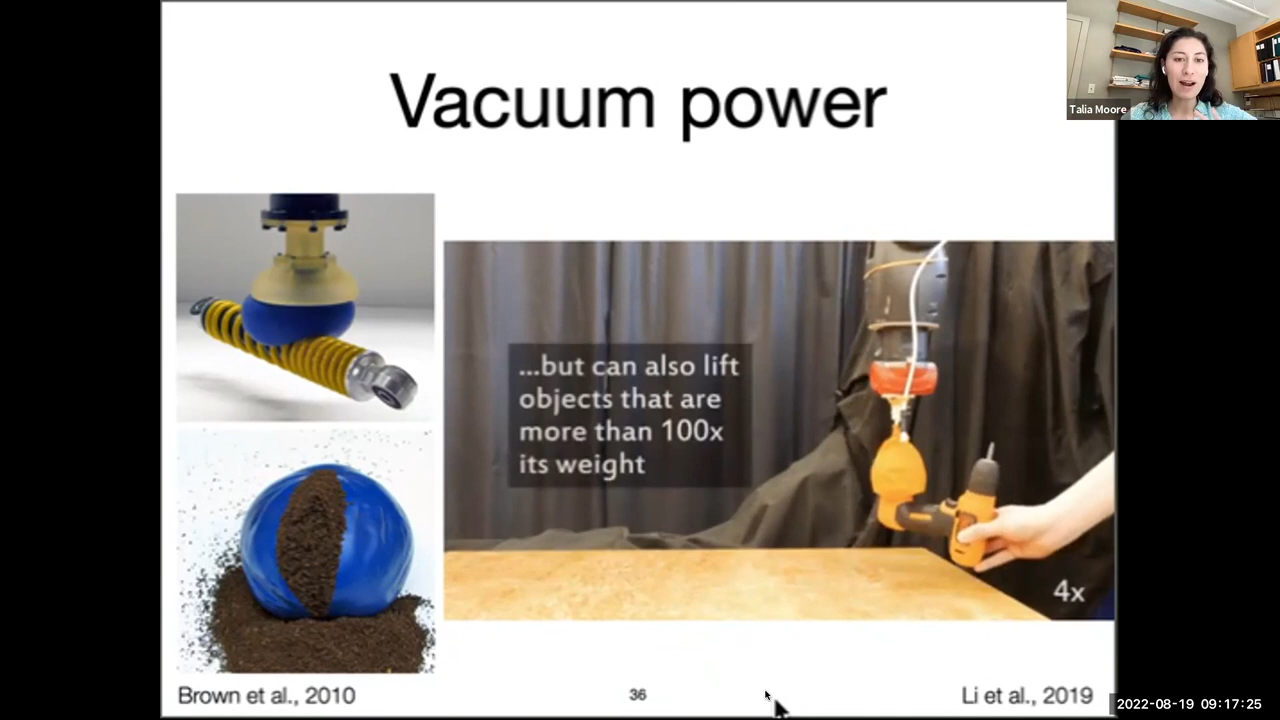 Vacuum power
Talia Moore
...but can also lift
objects that are
more than 100x
its weight
4x
Brown et al., 2010
36
Li et al., 2019
2022-08-19 09:17:25